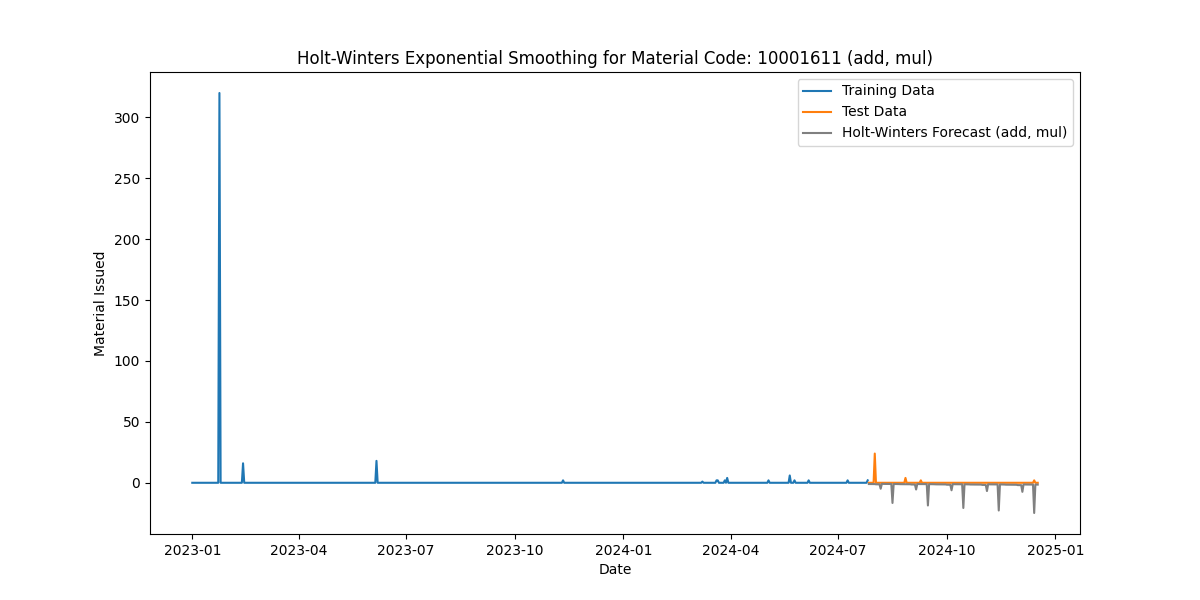 Holt-Winters Exponential Smoothing for Material Code: 10001611 (add, mul)
Training Data
Test Data
Holt-Winters Forecast (add, mul)
Material Issued
300
250
200
150
100
50
0
2023-01
2023-04
2023-07
2023-10
2024-01
2024-04
2024-07
2024-10
2025-01
Date